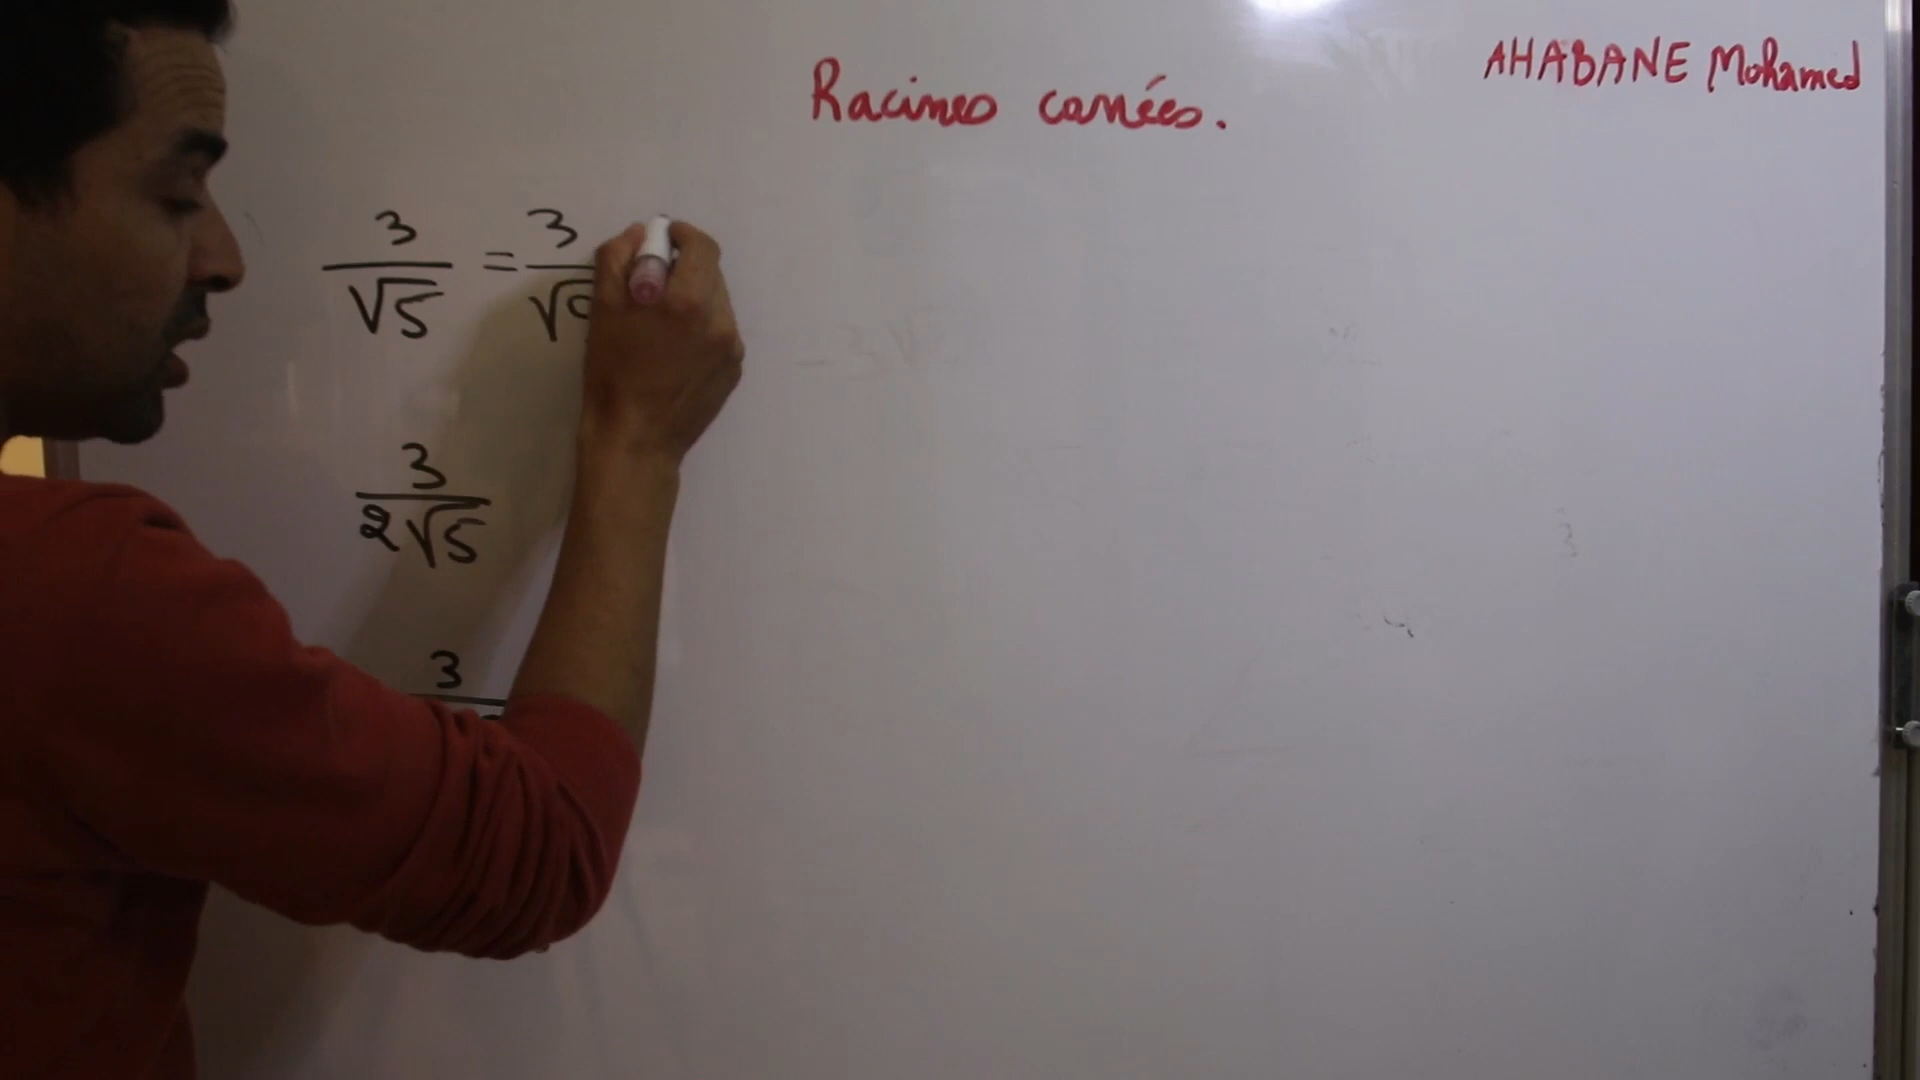 AHABANE Mohamed
Racines carrées.
3/√5 = 3/√
3/2√5
3